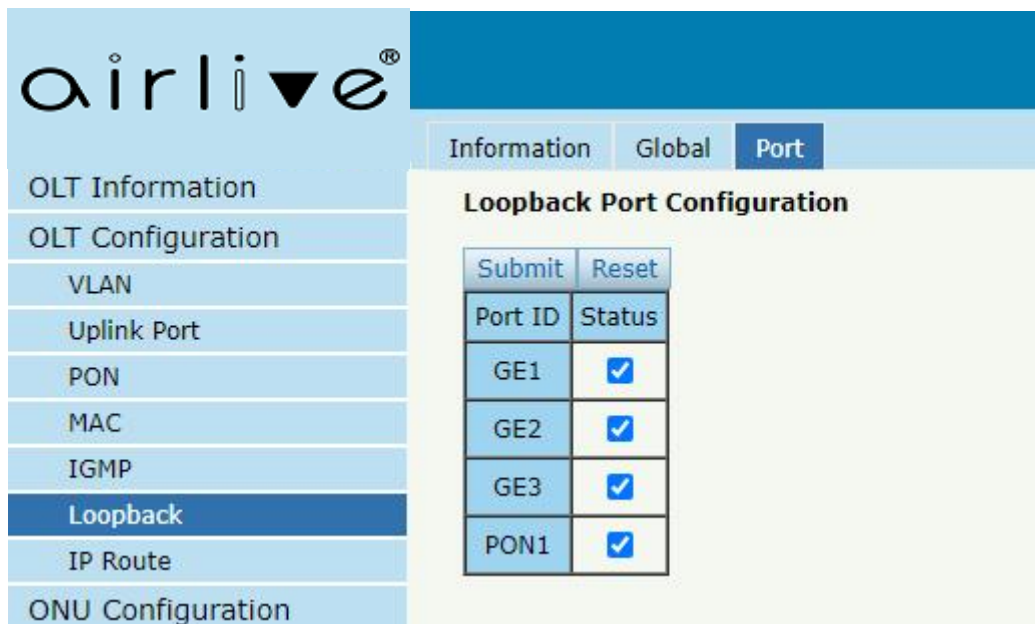 airlive®
Information Global Port
OLT Information
OLT Configuration
VLAN
Uplink Port
PON
MAC
IGMP
Loopback
IP Route
ONU Configuration
Loopback Port Configuration
Submit Reset
Port ID Status
GE1
GE2
GE3
PON1